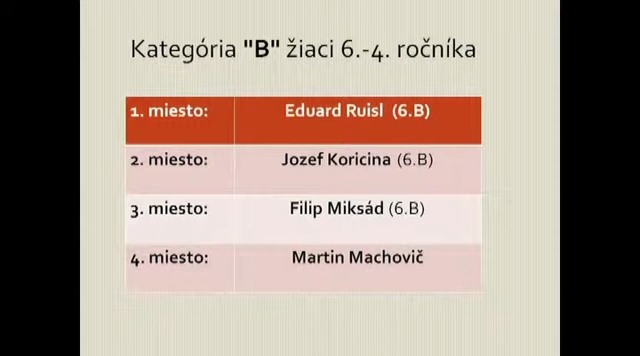 Kategória "B" žiaci 6.-4. ročníka
1. miesto: Eduard Ruisl (6.B)
2. miesto: Jozef Koricina (6.B)
3. miesto: Filip Miksád (6.B)
4. miesto: Martin Machovič